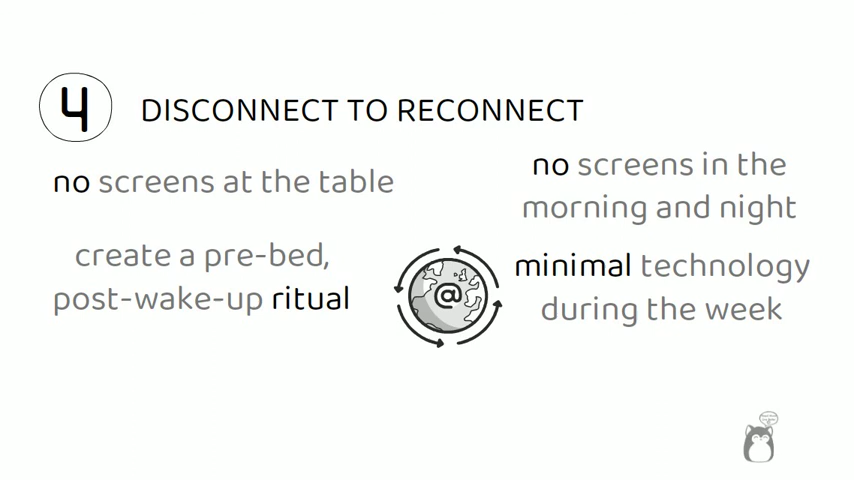 4
DISCONNECT TO RECONNECT
no screens at the table
create a pre-bed,
post-wake-up ritual
@
no screens in the
morning and night
minimal technology
during the week